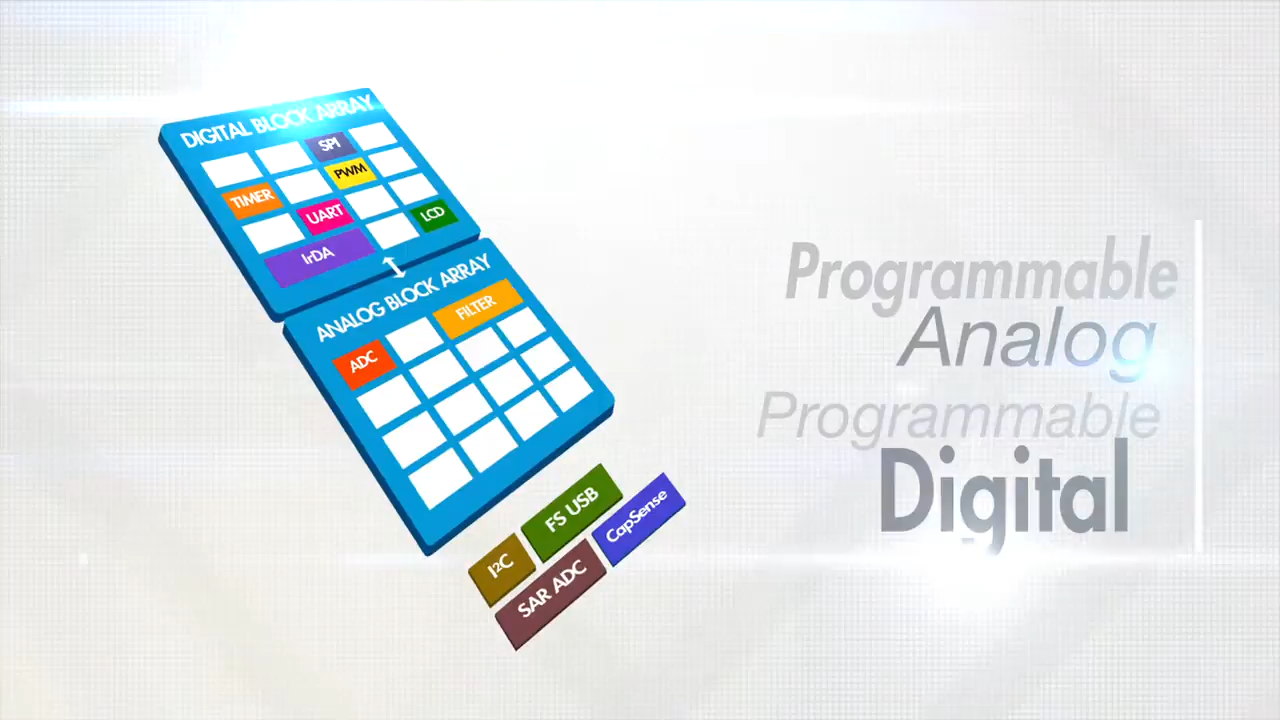 DIGITAL BLOCK ARRAY
SPI
PWM
TIMER
UART
LCD
IrDA
ANALOG BLOCK ARRAY
FILTER
ADC
FS USB
CapSense
I2C
SAR ADC
Programmable
Analog
Programmable
Digital